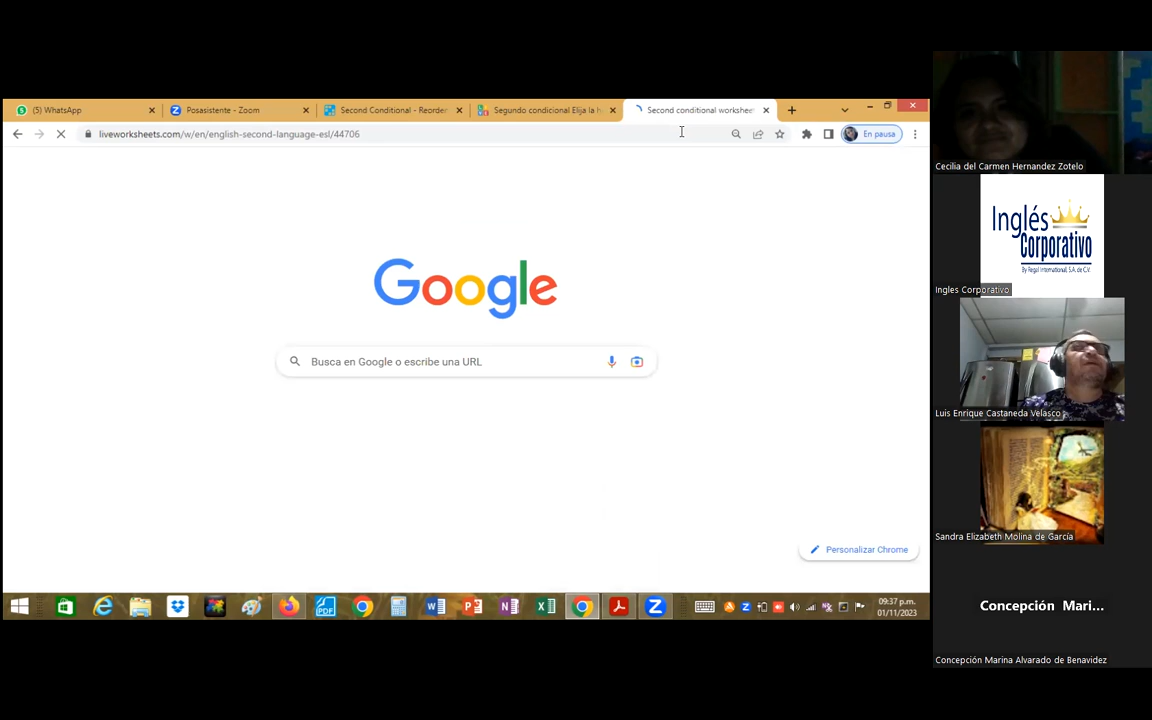 (5) WhatsApp
Posasistente - Zoom
Second Conditional - Reorder
Segundo condicional Elija la h
Second conditional workshee
liveworksheets.com/w/en/english-second-language-esl/44706
En pausa
Google
Busca en Google o escribe una URL
Personalizar Chrome
09:37 p.m.
01/11/2023
Cecilia del Carmen Hernandez Zotelo
Inglés
Corporativo
By Regal International, S.A. de C.V.
Ingles Corporativo
Luis Enrique Castaneda Velasco
Sandra Elizabeth Molina de García
Concepción Mari...
Concepción Marina Alvarado de Benavidez